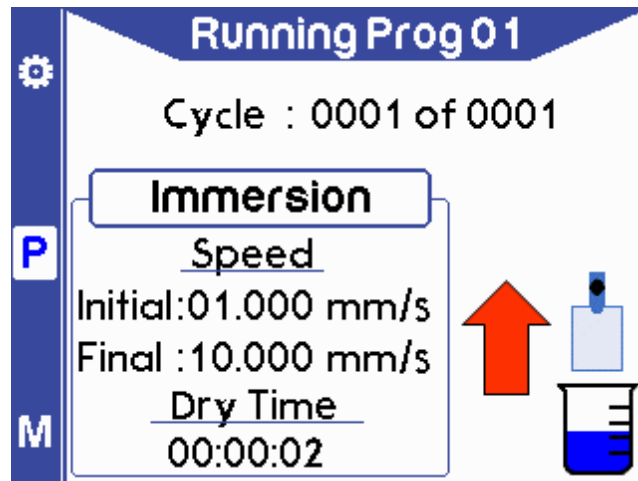 Running Prog 01
Cycle : 0001 of 0001
Immersion
Speed
Initial:01.000 mm/s
Final :10.000 mm/s
Dry Time
00:00:02
P
M